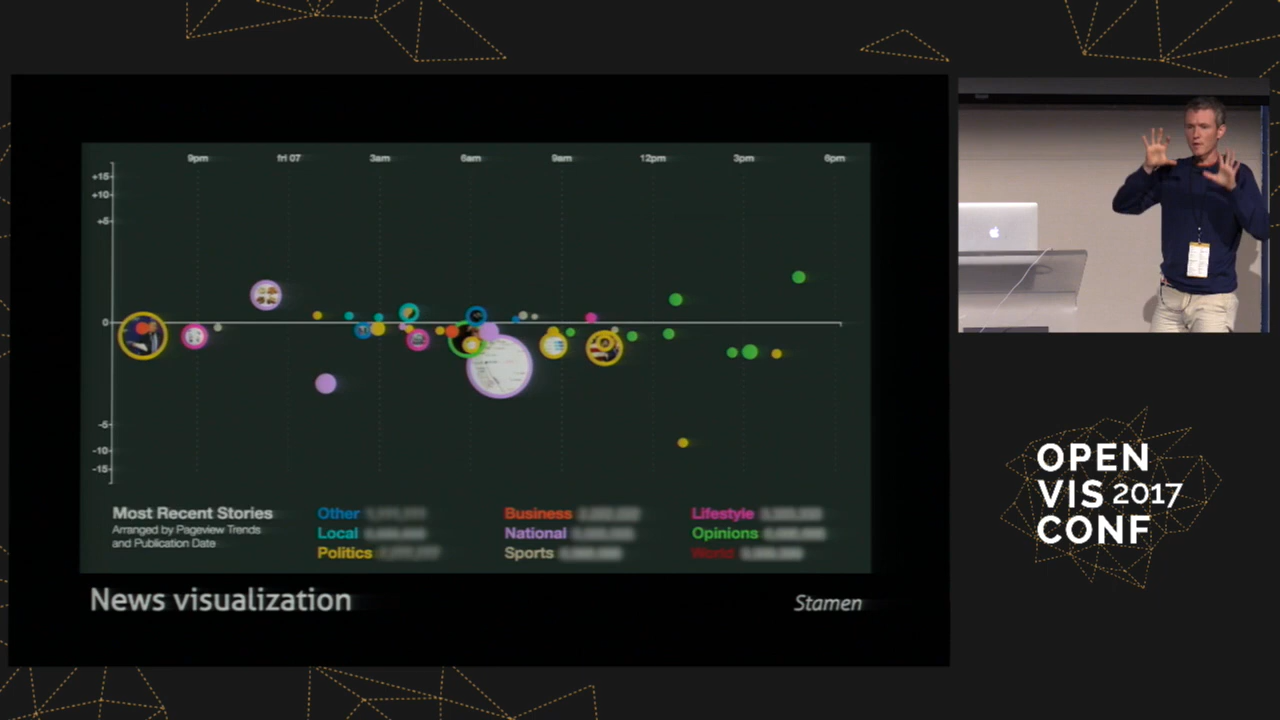 9pm fri 07 3am 6am 9am 12pm 3pm 6pm
+15
+10
+5
0
-5
-10
-15
Most Recent Stories
Arranged by Pageview Trends
and Publication Date
Other
Local
Politics
Business
National
Sports
Lifestyle
Opinions
World
News visualization
Stamen
OPEN
VIS 2017
CONF